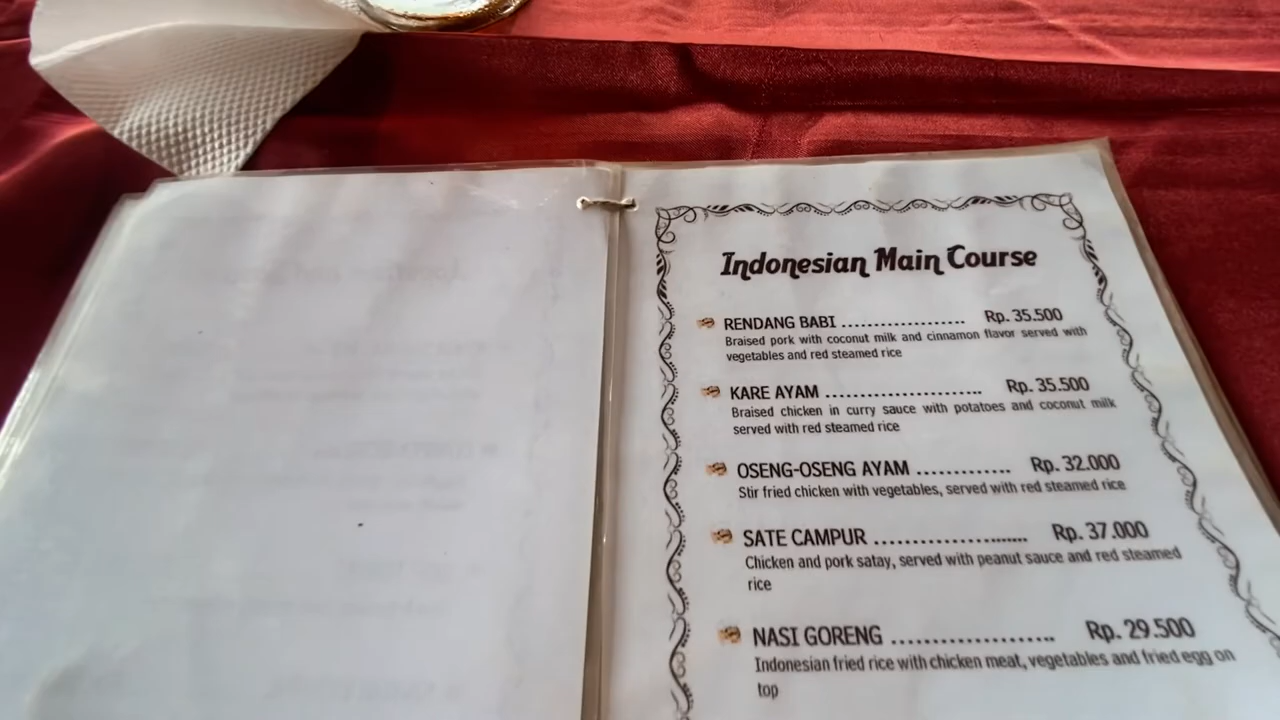 Indonesian Main Course
RENDANG BABI .................... Rp. 35.500
Braised pork with coconut milk and cinnamon flavor served with
vegetables and red steamed rice
KARE AYAM ......................... Rp. 35.500
Braised chicken in curry sauce with potatoes and coconut milk
served with red steamed rice
OSENG-OSENG AYAM ............... Rp. 32.000
Stir fried chicken with vegetables, served with red steamed rice
SATE CAMPUR ......................... Rp. 37.000
Chicken and pork satay, served with peanut sauce and red steamed
rice
NASI GORENG ...................... Rp. 29.500
Indonesian fried rice with chicken meat, vegetables and fried egg on
top